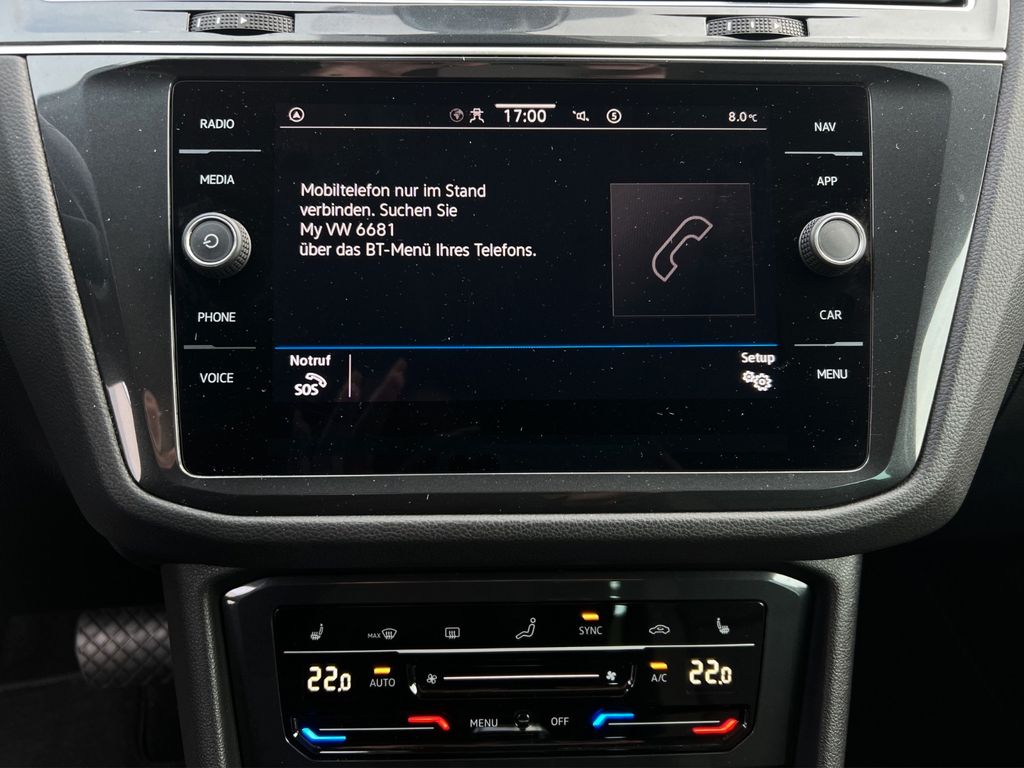 17:00
5
8.0°C
RADIO
MEDIA
PHONE
VOICE
Mobiltelefon nur im Stand
verbinden. Suchen Sie
My VW 6681
über das BT-Menü Ihres Telefons.
Notruf
SOS
Setup
NAV
APP
CAR
MENU
MAX
SYNC
22.0
AUTO
A/C
22.0
MENU
OFF